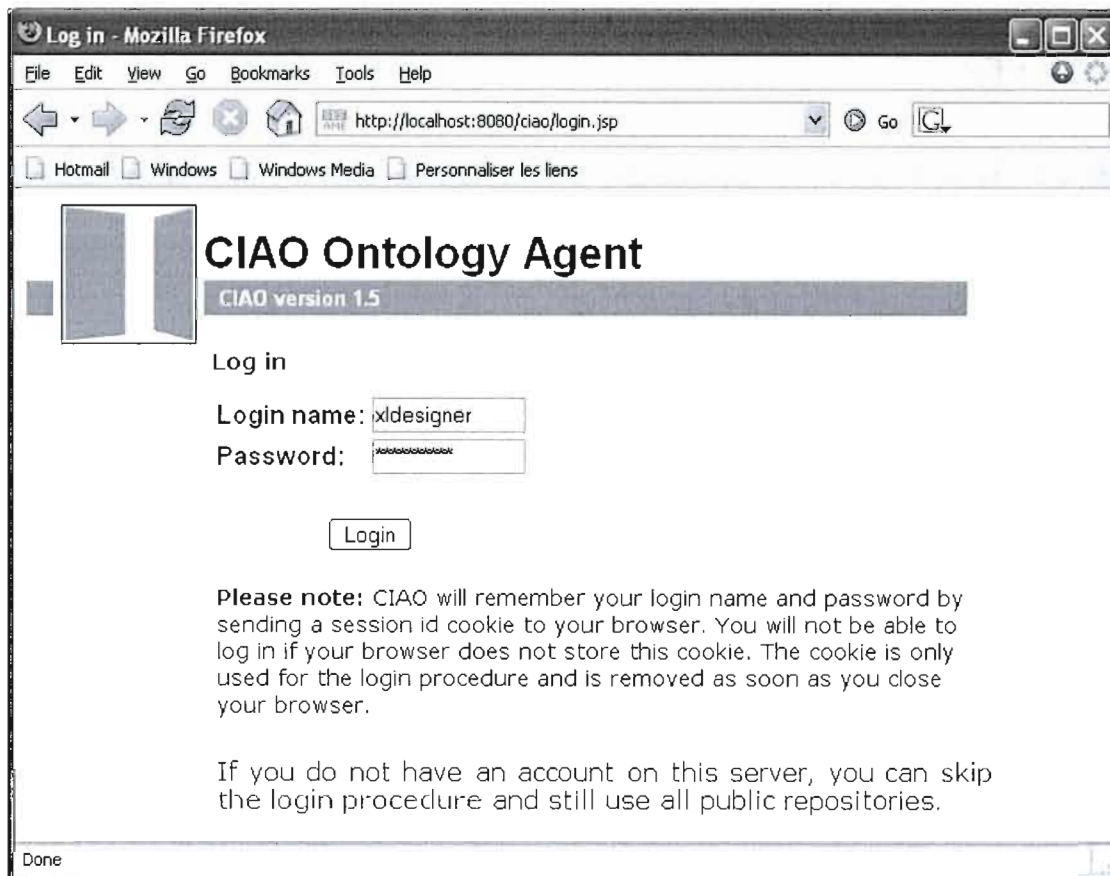 Log in - Mozilla Firefox
File Edit View Go Bookmarks Tools Help
http://localhost:8080/ciao/login.jsp Go G
Hotmail Windows Windows Media Personnaliser les liens
CIAO Ontology Agent
CIAO version 1.5
Log in
Login name: xldesigner
Password: ***********
Login
Please note: CIAO will remember your login name and password by
sending a session id cookie to your browser. You will not be able to
log in if your browser does not store this cookie. The cookie is only
used for the login procedure and is removed as soon as you close
your browser.
If you do not have an account on this server, you can skip
the login procedure and still use all public repositories.
Done